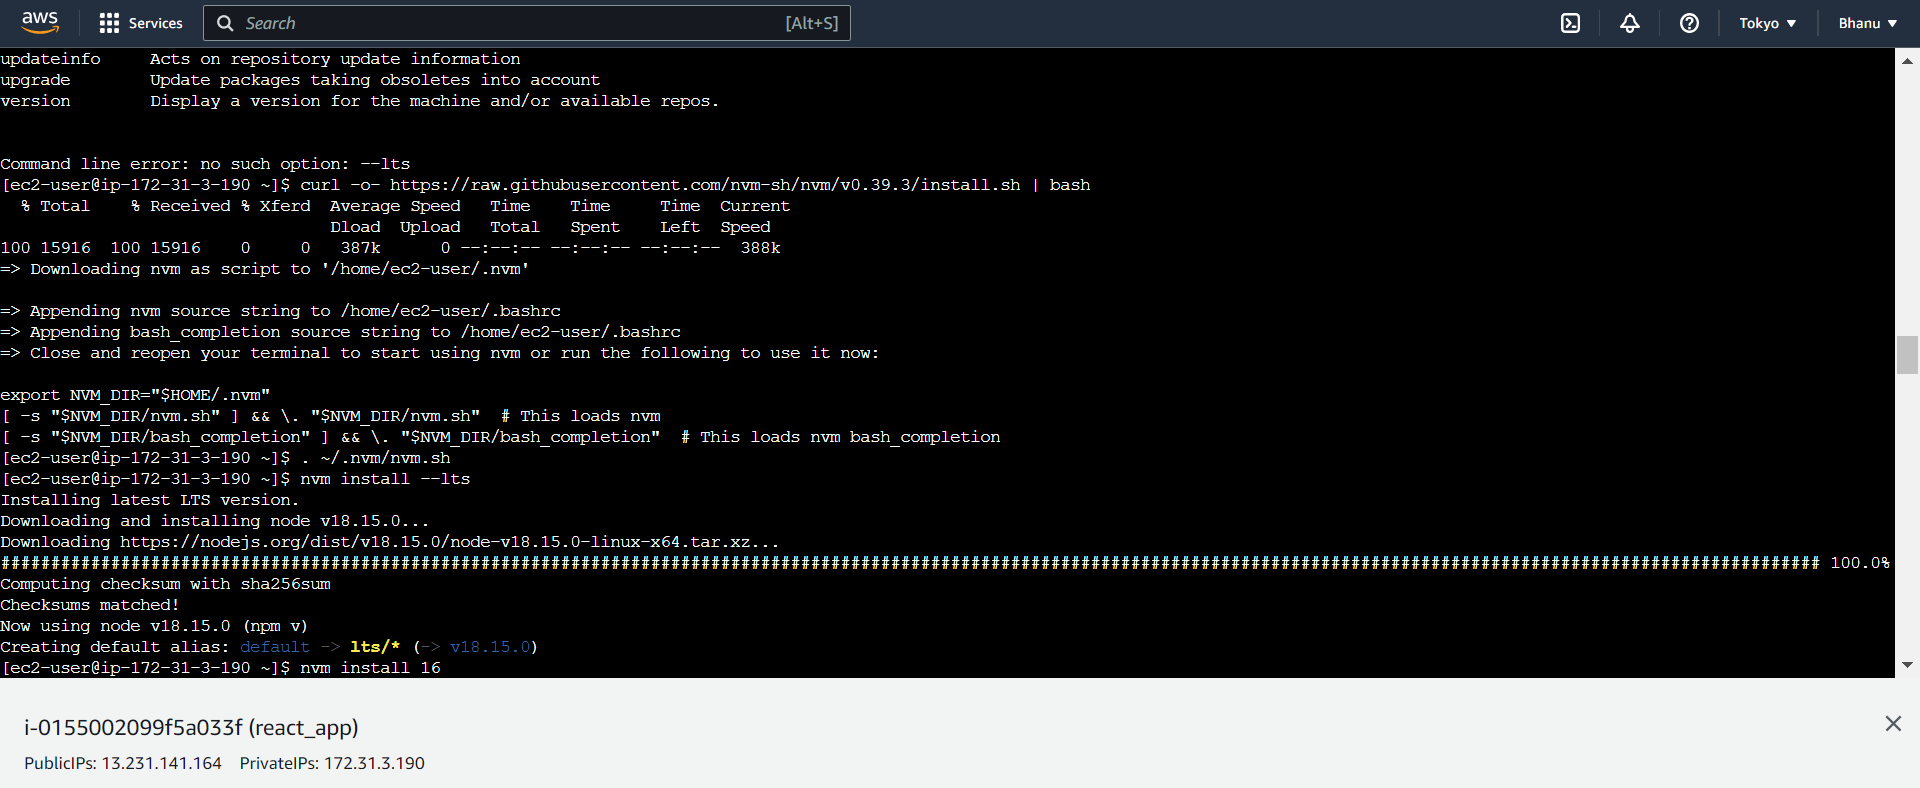 aws Services Search [Alt+S] Tokyo ▼ Bhanu ▼
updateinfo     Acts on repository update information
upgrade        Update packages taking obsoletes into account
version        Display a version for the machine and/or available repos.
Command line error: no such option: --lts
[ec2-user@ip-172-31-3-190 ~]$ curl -o- https://raw.githubusercontent.com/nvm-sh/nvm/v0.39.3/install.sh | bash
  % Total    % Received % Xferd  Average Speed   Time    Time     Time  Current
                                 Dload  Upload   Total   Spent    Left  Speed
100 15916  100 15916    0     0   387k      0 --:--:-- --:--:-- --:--:--  388k
=> Downloading nvm as script to '/home/ec2-user/.nvm'
=> Appending nvm source string to /home/ec2-user/.bashrc
=> Appending bash_completion source string to /home/ec2-user/.bashrc
=> Close and reopen your terminal to start using nvm or run the following to use it now:
export NVM_DIR="$HOME/.nvm"
[ -s "$NVM_DIR/nvm.sh" ] && \. "$NVM_DIR/nvm.sh"  # This loads nvm
[ -s "$NVM_DIR/bash_completion" ] && \. "$NVM_DIR/bash_completion"  # This loads nvm bash_completion
[ec2-user@ip-172-31-3-190 ~]$ . ~/.nvm/nvm.sh
[ec2-user@ip-172-31-3-190 ~]$ nvm install --lts
Installing latest LTS version.
Downloading and installing node v18.15.0...
Downloading https://nodejs.org/dist/v18.15.0/node-v18.15.0-linux-x64.tar.xz...
###################################################################################################################################################################################### 100.0%
Computing checksum with sha256sum
Checksums matched!
Now using node v18.15.0 (npm v)
Creating default alias: default -> lts/* (-> v18.15.0)
[ec2-user@ip-172-31-3-190 ~]$ nvm install 16
i-0155002099f5a033f (react_app)
PublicIPs: 13.231.141.164    PrivateIPs: 172.31.3.190